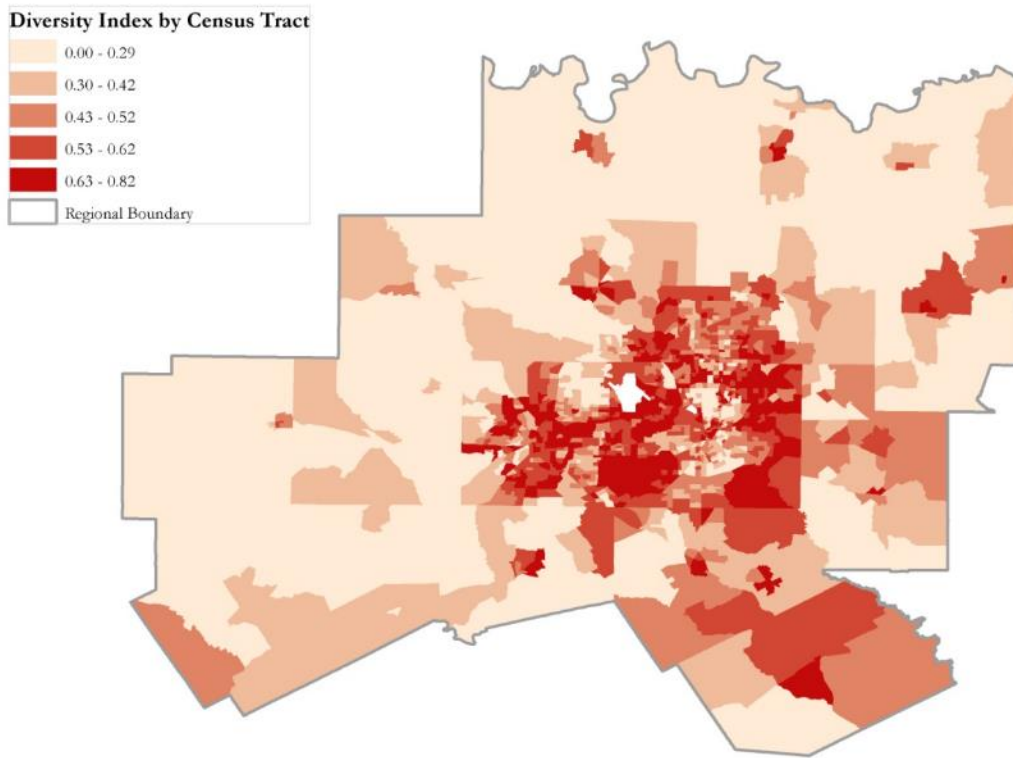 Diversity Index by Census Tract
0.00 - 0.29
0.30 - 0.42
0.43 - 0.52
0.53 - 0.62
0.63 - 0.82
Regional Boundary